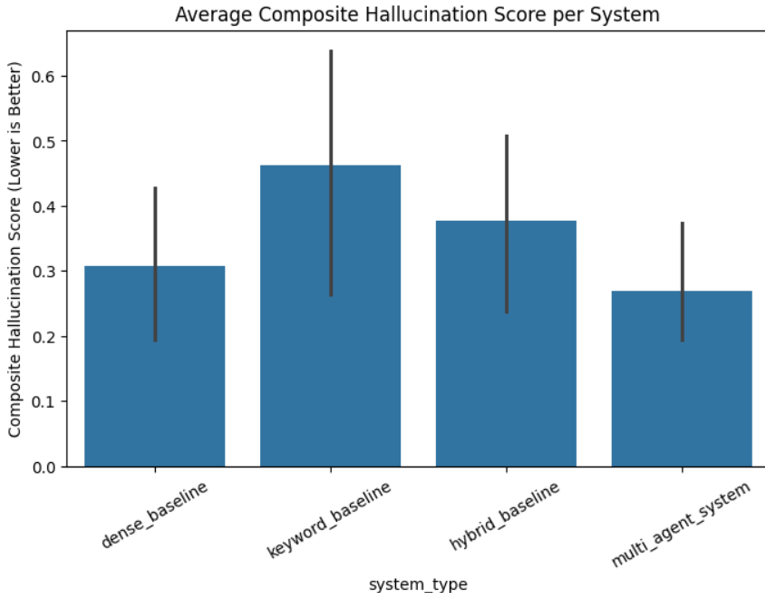 Average Composite Hallucination Score per System
Composite Hallucination Score (Lower is Better)
0.6
0.5
0.4
0.3
0.2
0.1
0.0
dense_baseline
keyword_baseline
hybrid_baseline
multi_agent_system
system_type